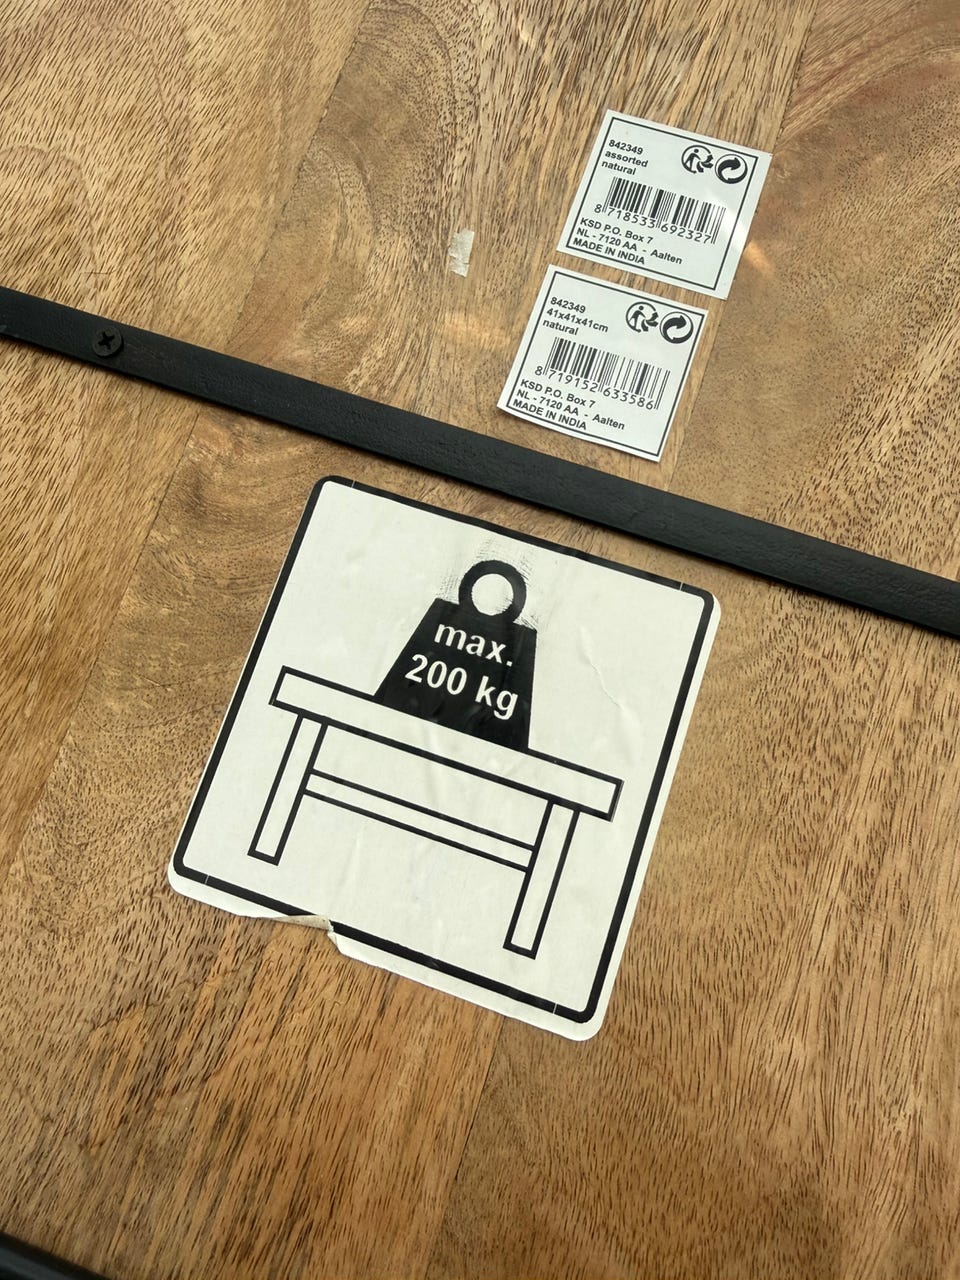 842349
assorted
natural
8 718533 692327
KSD P.O. Box 7
NL - 7120 AA - Aalten
MADE IN INDIA
842349
41x41x41cm
natural
8 719152 633586
KSD P.O. Box 7
NL - 7120 AA - Aalten
MADE IN INDIA
max.
200 kg